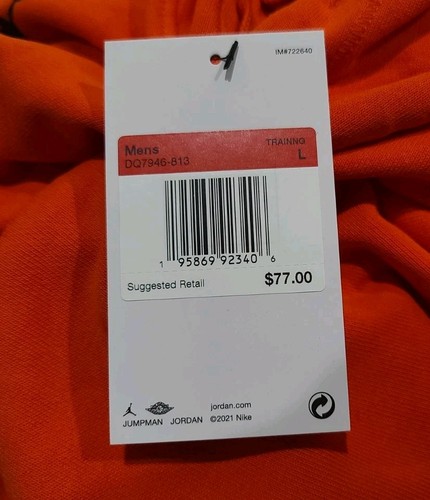 IM#722640
Mens TRAINNG
DQ7946-813 L
1 95869 92340 6
Suggested Retail $77.00
jordan.com
JUMPMAN JORDAN ©2021 Nike